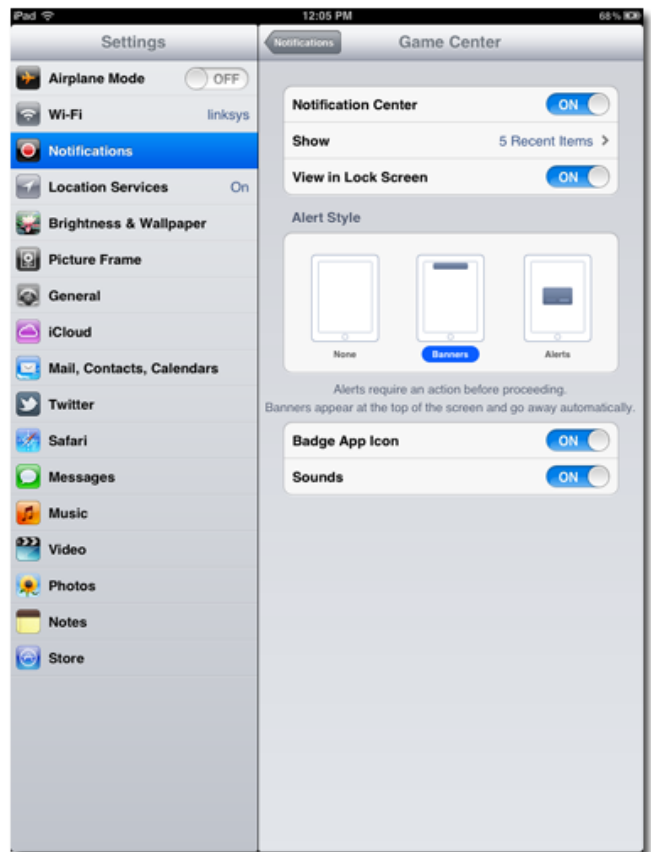 iPad 12:05 PM 68%
Settings
Airplane Mode OFF
Wi-Fi linksys
Notifications
Location Services On
Brightness & Wallpaper
Picture Frame
General
iCloud
Mail, Contacts, Calendars
Twitter
Safari
Messages
Music
Video
Photos
Notes
Store
Notifications Game Center
Notification Center ON
Show 5 Recent Items >
View in Lock Screen ON
Alert Style
None Banners Alerts
Alerts require an action before proceeding.
Banners appear at the top of the screen and go away automatically.
Badge App Icon ON
Sounds ON